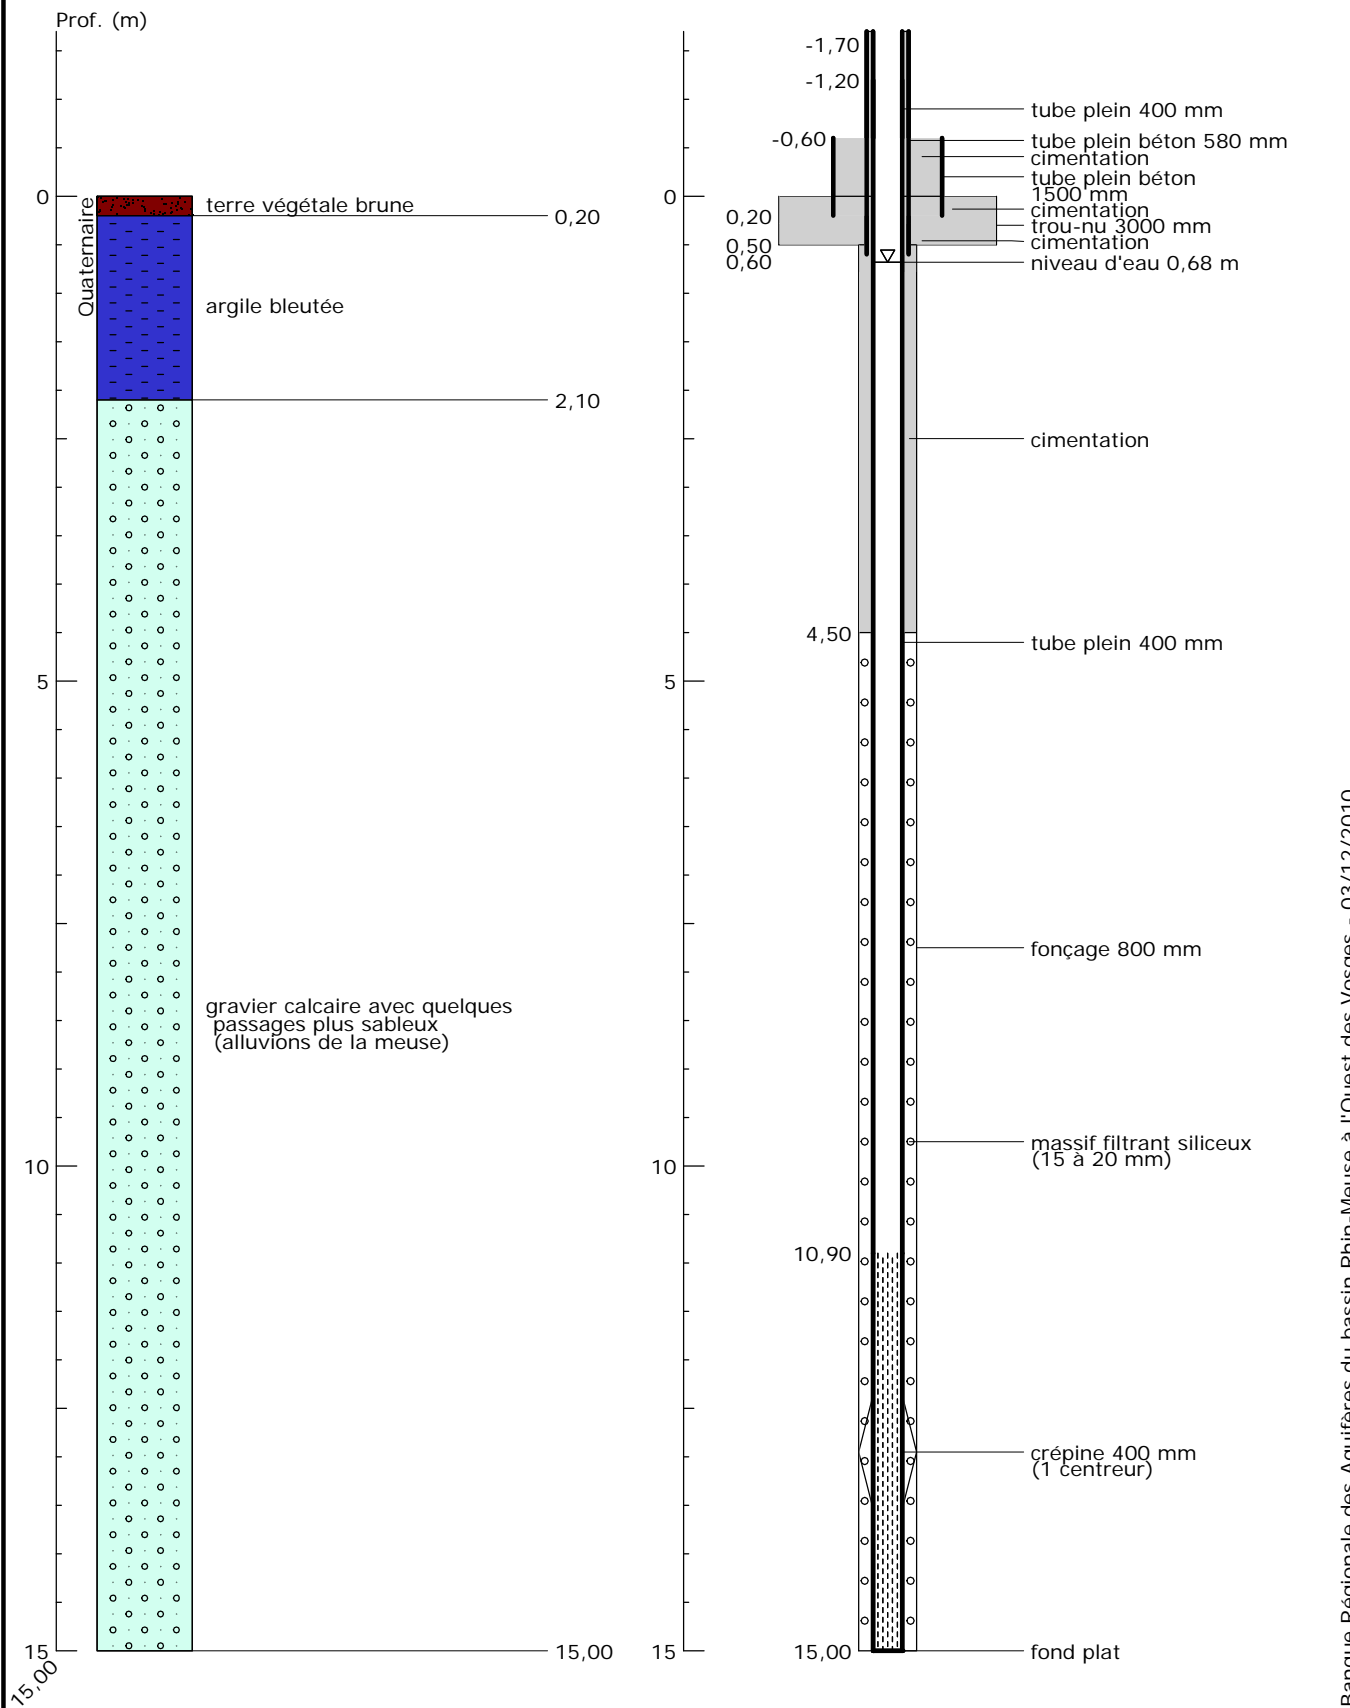 Prof. (m)
0
5
10
15
15,00
Quaternaire
terre végétale brune
0,20
argile bleutée
2,10
gravier calcaire avec quelques
passages plus sableux
(alluvions de la meuse)
15,00
0
5
10
15
-1,70
-1,20
-0,60
0,20
0,50
0,60
4,50
10,90
15,00
tube plein 400 mm
tube plein béton 580 mm
cimentation
tube plein béton
1500 mm
cimentation
trou-nu 3000 mm
cimentation
niveau d'eau 0,68 m
cimentation
tube plein 400 mm
fonçage 800 mm
massif filtrant siliceux
(15 à 20 mm)
crépine 400 mm
(1 centreur)
fond plat
Banque Régionale des Aquifères du bassin Rhin-Meuse à l'Ouest des Vosges - 03/12/2010